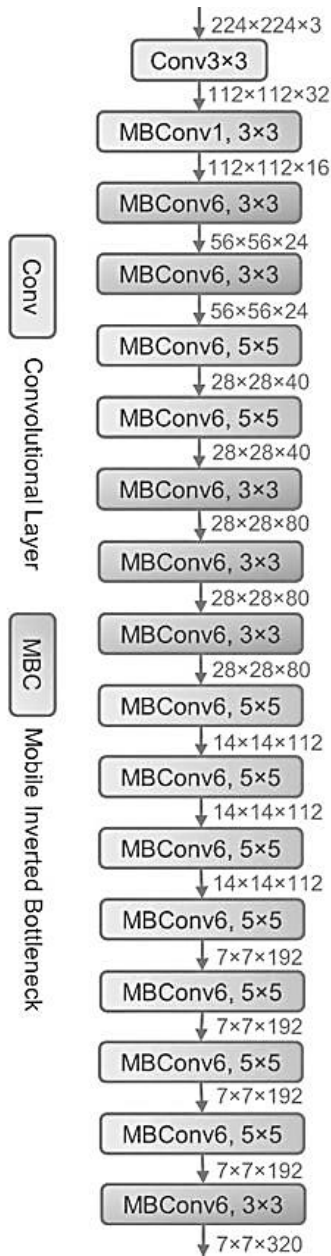 224×224×3
Conv3×3
112×112×32
MBConv1, 3×3
112×112×16
MBConv6, 3×3
56×56×24
MBConv6, 3×3
56×56×24
MBConv6, 5×5
28×28×40
MBConv6, 5×5
28×28×40
MBConv6, 3×3
28×28×80
MBConv6, 3×3
28×28×80
MBConv6, 3×3
28×28×80
MBConv6, 5×5
14×14×112
MBConv6, 5×5
14×14×112
MBConv6, 5×5
14×14×112
MBConv6, 5×5
7×7×192
MBConv6, 5×5
7×7×192
MBConv6, 5×5
7×7×192
MBConv6, 5×5
7×7×192
MBConv6, 3×3
7×7×320
Conv
Convolutional Layer
MBC
Mobile Inverted Bottleneck